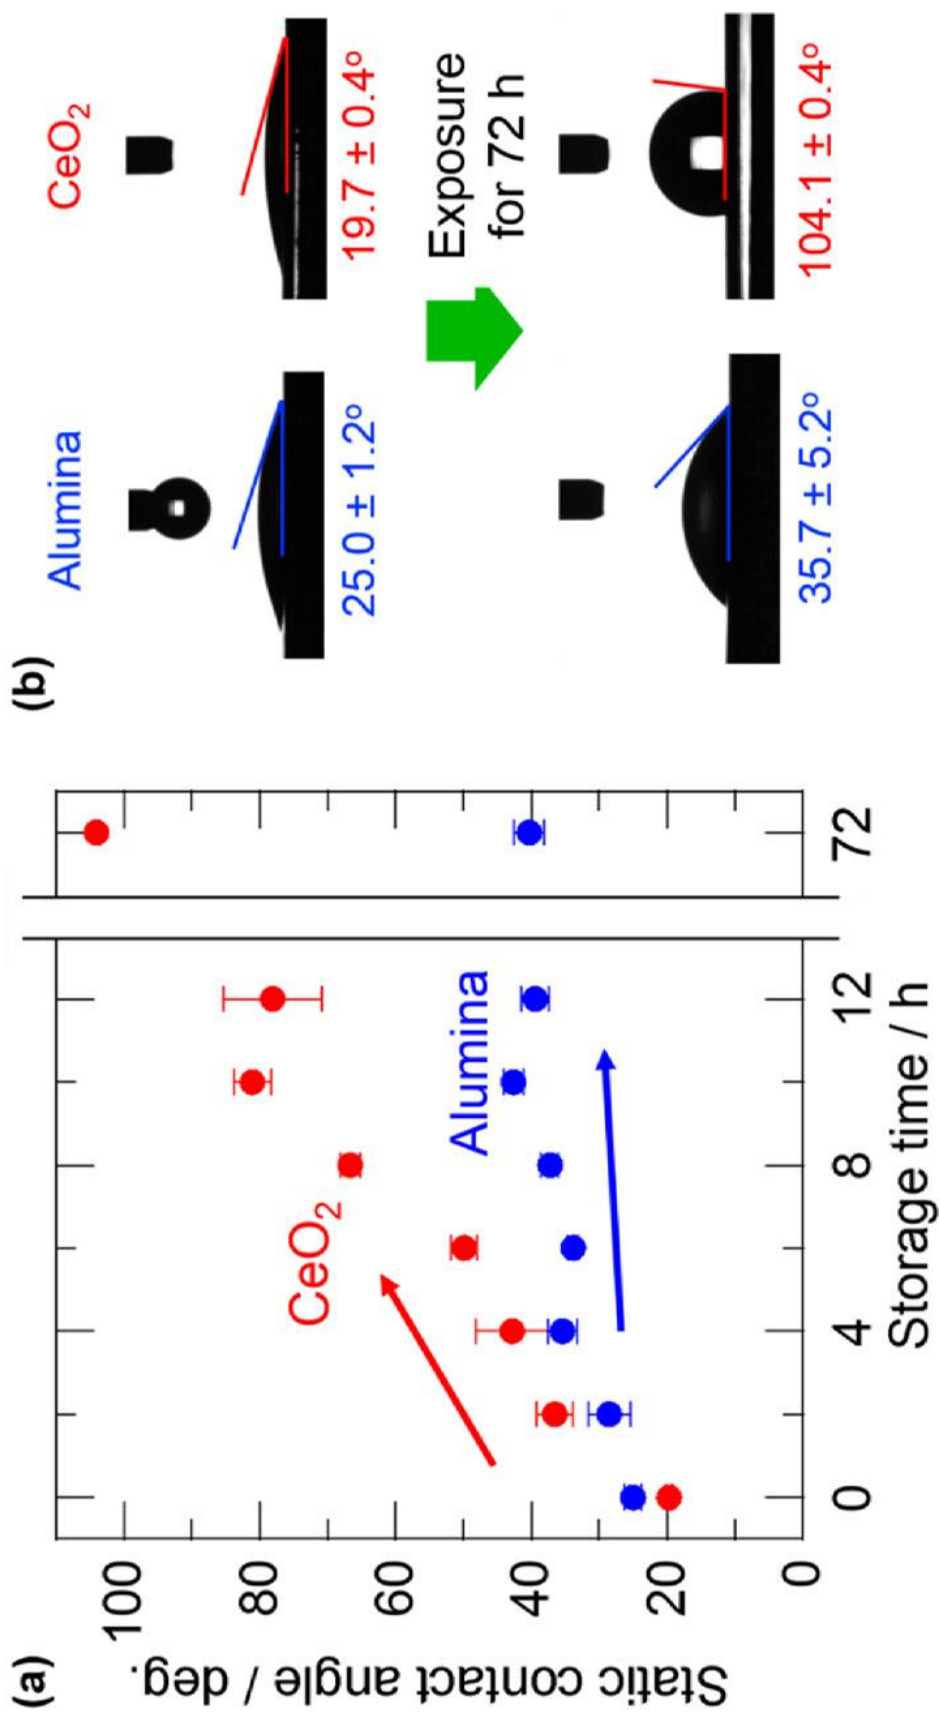 (a)
Static contact angle / deg.
100
80
60
40
20
0
CeO₂
Alumina
0 4 8 12 72
Storage time / h
(b)
Alumina CeO₂
25.0 ± 1.2° 19.7 ± 0.4°
Exposure
for 72 h
35.7 ± 5.2° 104.1 ± 0.4°